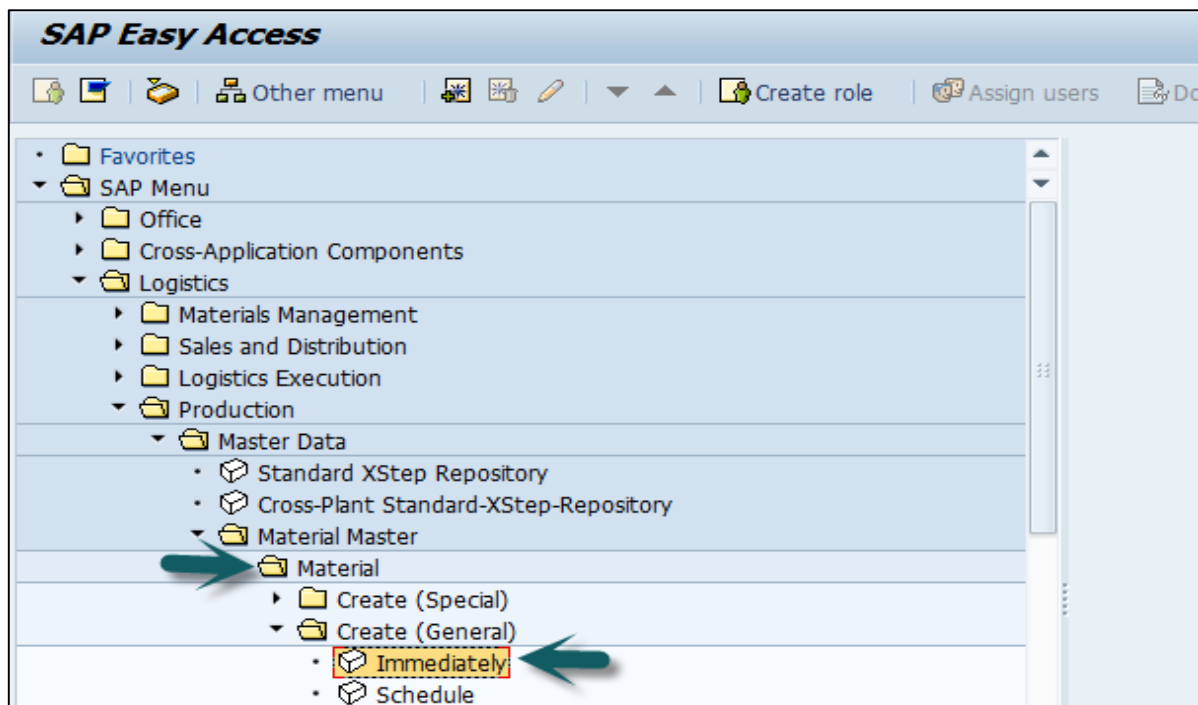 SAP Easy Access
Other menu Create role Assign users Do
Favorites
SAP Menu
Office
Cross-Application Components
Logistics
Materials Management
Sales and Distribution
Logistics Execution
Production
Master Data
Standard XStep Repository
Cross-Plant Standard-XStep-Repository
Material Master
Material
Create (Special)
Create (General)
Immediately
Schedule